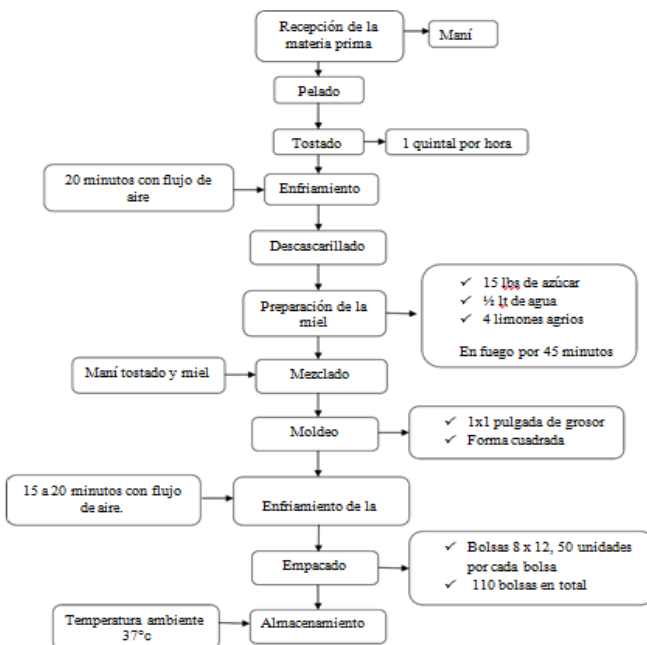 Recepción de la
materia prima
Maní
Pelado
Tostado
1 quintal por hora
20 minutos con flujo de
aire
Enfriamiento
Descascarillado
Preparación de la
miel
✓ 15 lbs de azúcar
✓ ½ lt de agua
✓ 4 limones agrios
En fuego por 45 minutos
Maní tostado y miel
Mezclado
Moldeo
✓ 1x1 pulgada de grosor
✓ Forma cuadrada
15 a 20 minutos con flujo
de aire.
Enfriamiento de la
Empacado
✓ Bolsas 8 x 12, 50 unidades
por cada bolsa
✓ 110 bolsas en total
Temperatura ambiente
37°c
Almacenamiento